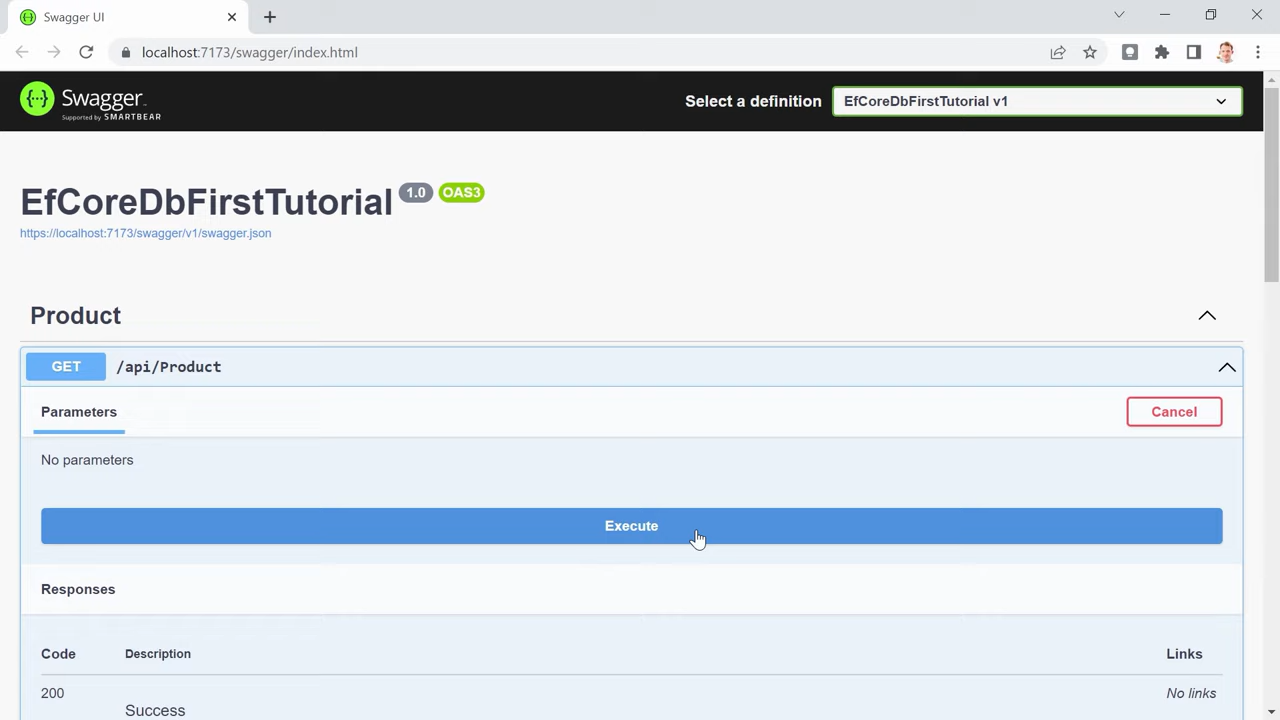 Swagger UI
localhost:7173/swagger/index.html
Swagger
Supported by SMARTBEAR
Select a definition
EfCoreDbFirstTutorial v1
EfCoreDbFirstTutorial 1.0 OAS3
https://localhost:7173/swagger/v1/swagger.json
Product
GET /api/Product
Parameters
Cancel
No parameters
Execute
Responses
Code Description Links
200 No links
Success